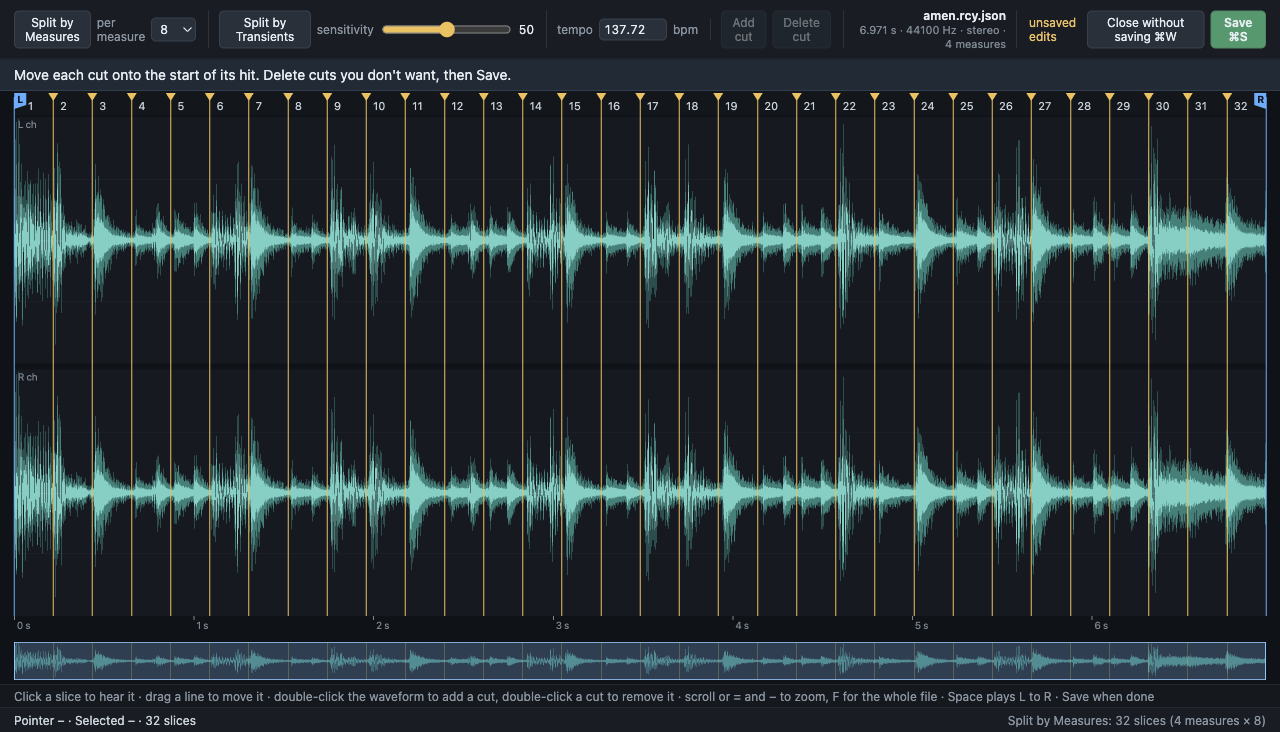 Split by
Measures
per
measure
8
Split by
Transients
sensitivity
50
tempo
137.72
bpm
Add
cut
Delete
cut
amen.rcy.json
6.971 s · 44100 Hz · stereo ·
4 measures
unsaved
edits
Close without
saving ⌘W
Save
⌘S
Move each cut onto the start of its hit. Delete cuts you don't want, then Save.
L 1 2 3 4 5 6 7 8 9 10 11 12 13 14 15 16 17 18 19 20 21 22 23 24 25 26 27 28 29 30 31 32 R
L ch
R ch
0 s 1 s 2 s 3 s 4 s 5 s 6 s
Click a slice to hear it · drag a line to move it · double-click the waveform to add a cut, double-click a cut to remove it · scroll or = and − to zoom, F for the whole file · Space plays L to R · Save when done
Pointer – · Selected – · 32 slices
Split by Measures: 32 slices (4 measures × 8)